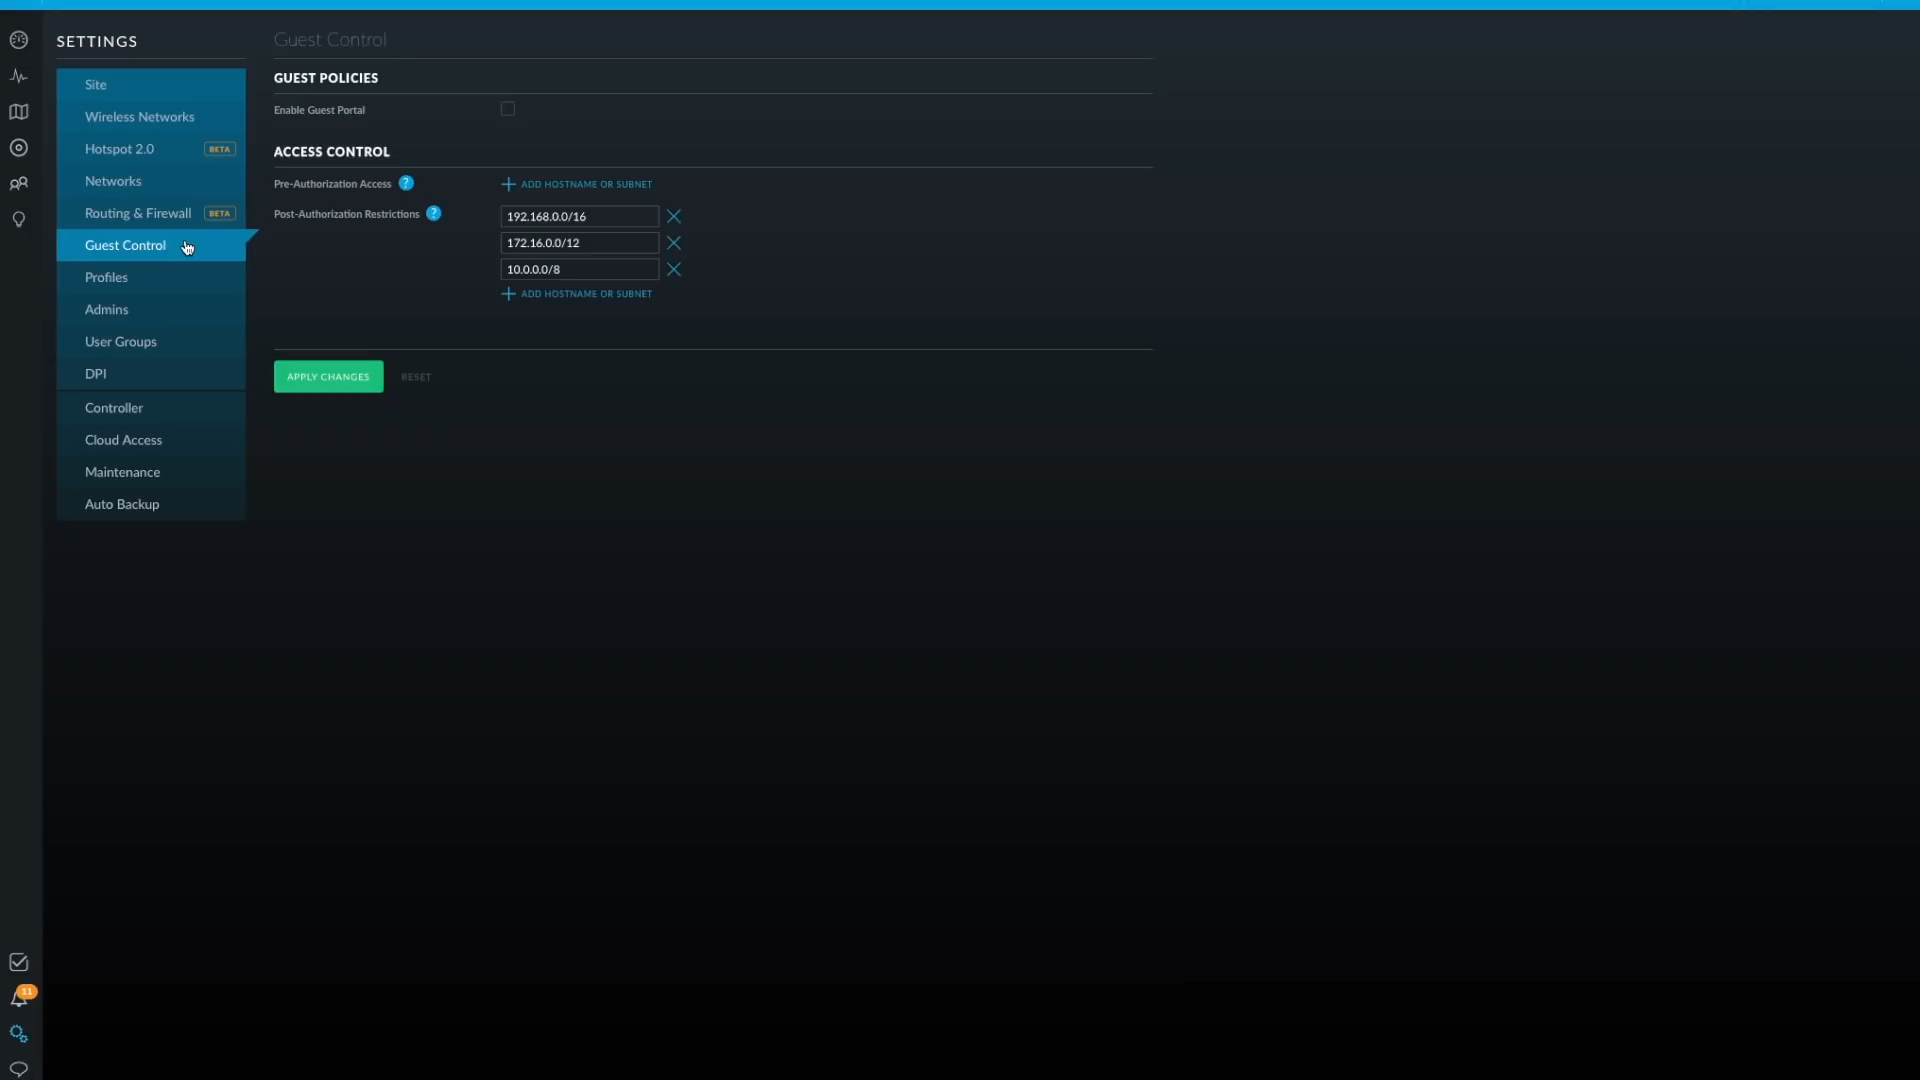 SETTINGS
Site
Wireless Networks
Hotspot 2.0 BETA
Networks
Routing & Firewall BETA
Guest Control
Profiles
Admins
User Groups
DPI
Controller
Cloud Access
Maintenance
Auto Backup
11
Guest Control
GUEST POLICIES
Enable Guest Portal
ACCESS CONTROL
Pre-Authorization Access ? ADD HOSTNAME OR SUBNET
Post-Authorization Restrictions ? 192.168.0.0/16
172.16.0.0/12
10.0.0.0/8
ADD HOSTNAME OR SUBNET
APPLY CHANGES RESET